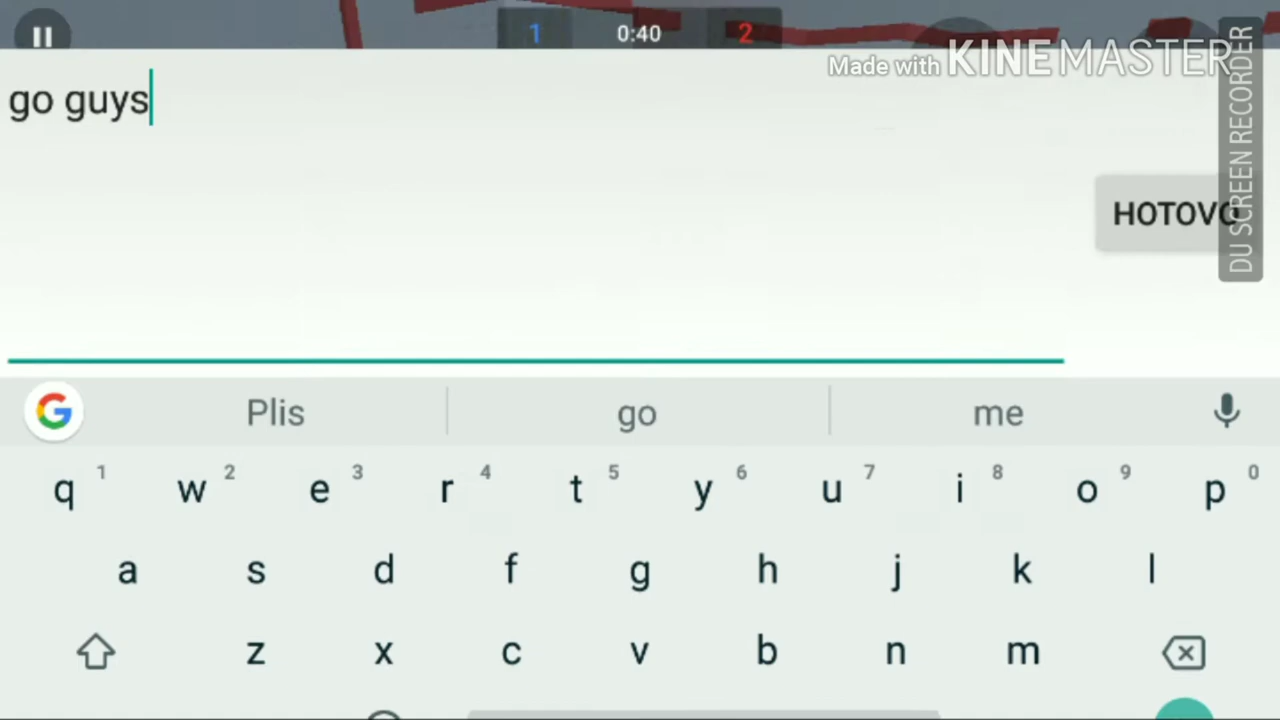 1 0:40 2
Made with KINEMASTER
DU SCREEN RECORDER
go guys
HOTOVO
G Plis go me
q 1 w 2 e 3 r 4 t 5 y 6 u 7 i 8 o 9 p 0
a s d f g h j k l
z x c v b n m